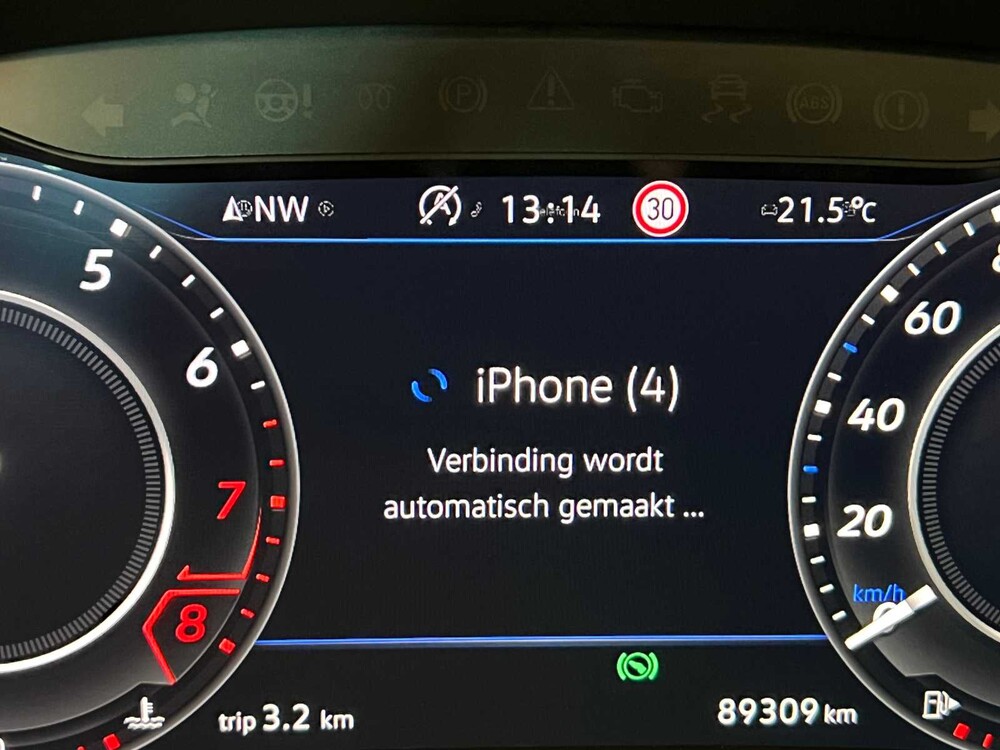 P
ABS
NW 13:14 30 21.5°C
5
6
7
8
iPhone (4)
Verbinding wordt
automatisch gemaakt ...
60
40
20
km/h
trip 3.2 km
89309 km